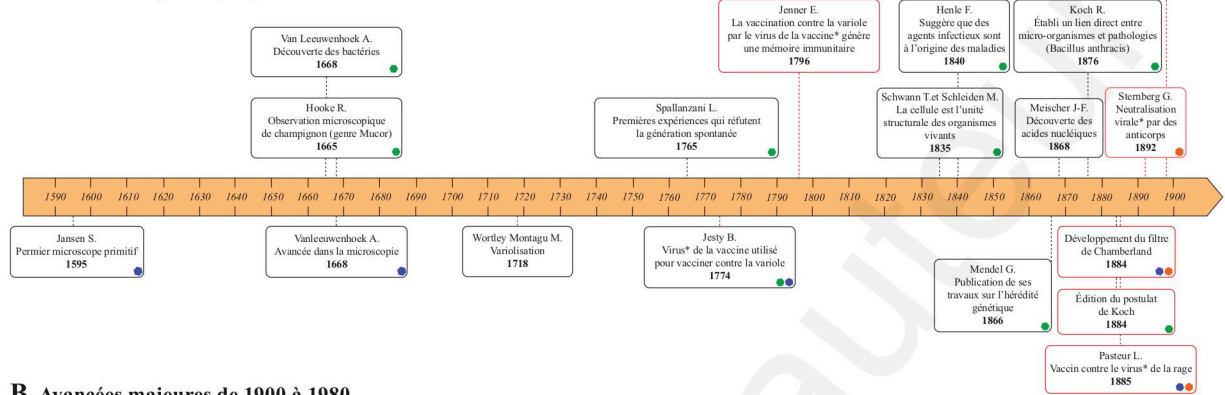 Jenner E.
La vaccination contre la variole
par le virus de la vaccine* génère
une mémoire immunitaire
1796
Henle F.
Suggère que des
agents infectieux sont
à l'origine des maladies
1840
Koch R.
Établi un lien direct entre
micro-organismes et pathologies
(Bacillus anthracis)
1876
Van Leeuwenhoek A.
Découverte des bactéries
1668
Hooke R.
Observation microscopique
de champignon (genre Mucor)
1665
Spallanzani L.
Premières expériences qui réfutent
la génération spontanée
1765
Schwann T.et Schleiden M.
La cellule est l'unité
structurale des organismes
vivants
1835
Meischer J-F.
Découverte des
acides nucléiques
1868
Sternberg G.
Neutralisation
virale* par des
anticorps
1892
1590 1600 1610 1620 1630 1640 1650 1660 1670 1680 1690 1700 1710 1720 1730 1740 1750 1760 1770 1780 1790 1800 1810 1820 1830 1840 1850 1860 1870 1880 1890 1900
Jansen S.
Permier microscope primitif
1595
Vanleeuwenhoek A.
Avancée dans la microscopie
1668
Wortley Montagu M.
Variolisation
1718
Jesty B.
Virus* de la vaccine utilisé
pour vacciner contre la variole
1774
Mendel G.
Publication de ses
travaux sur l'hérédité
génétique
1866
Développement du filtre
de Chamberland
1884
Édition du postulat
de Koch
1884
Pasteur L.
Vaccin contre le virus* de la rage
1885
B Avancées majeures de 1900 à 1980
auteur